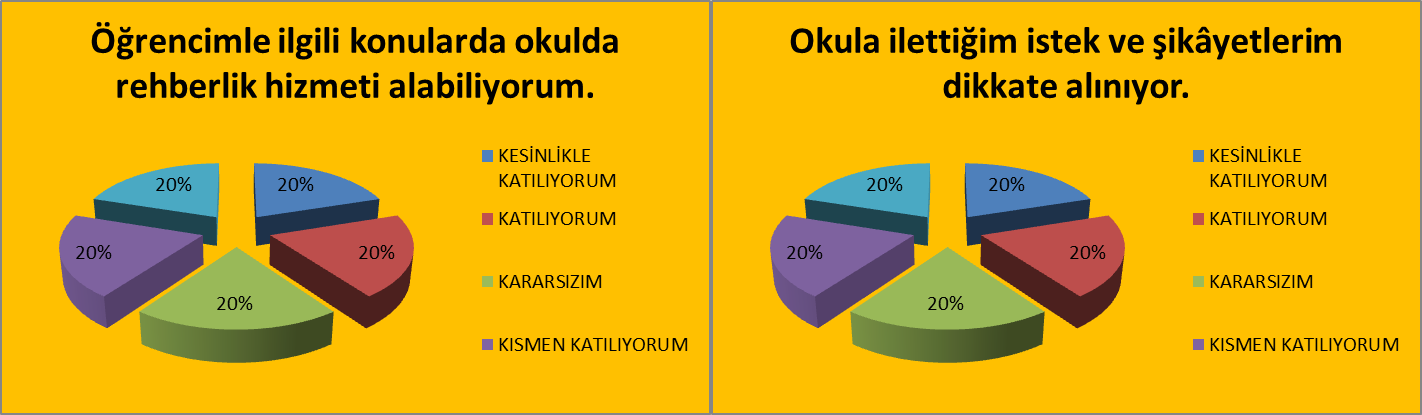 Öğrencimle ilgili konularda okulda
rehberlik hizmeti alabiliyorum.
20%
20%
20%
20%
20%
KESİNLİKLE
KATILIYORUM
KATILIYORUM
KARARSIZIM
KISMEN KATILIYORUM
Okula ilettiğim istek ve şikâyetlerim
dikkate alınıyor.
20%
20%
20%
20%
20%
KESİNLİKLE
KATILIYORUM
KATILIYORUM
KARARSIZIM
KISMEN KATILIYORUM